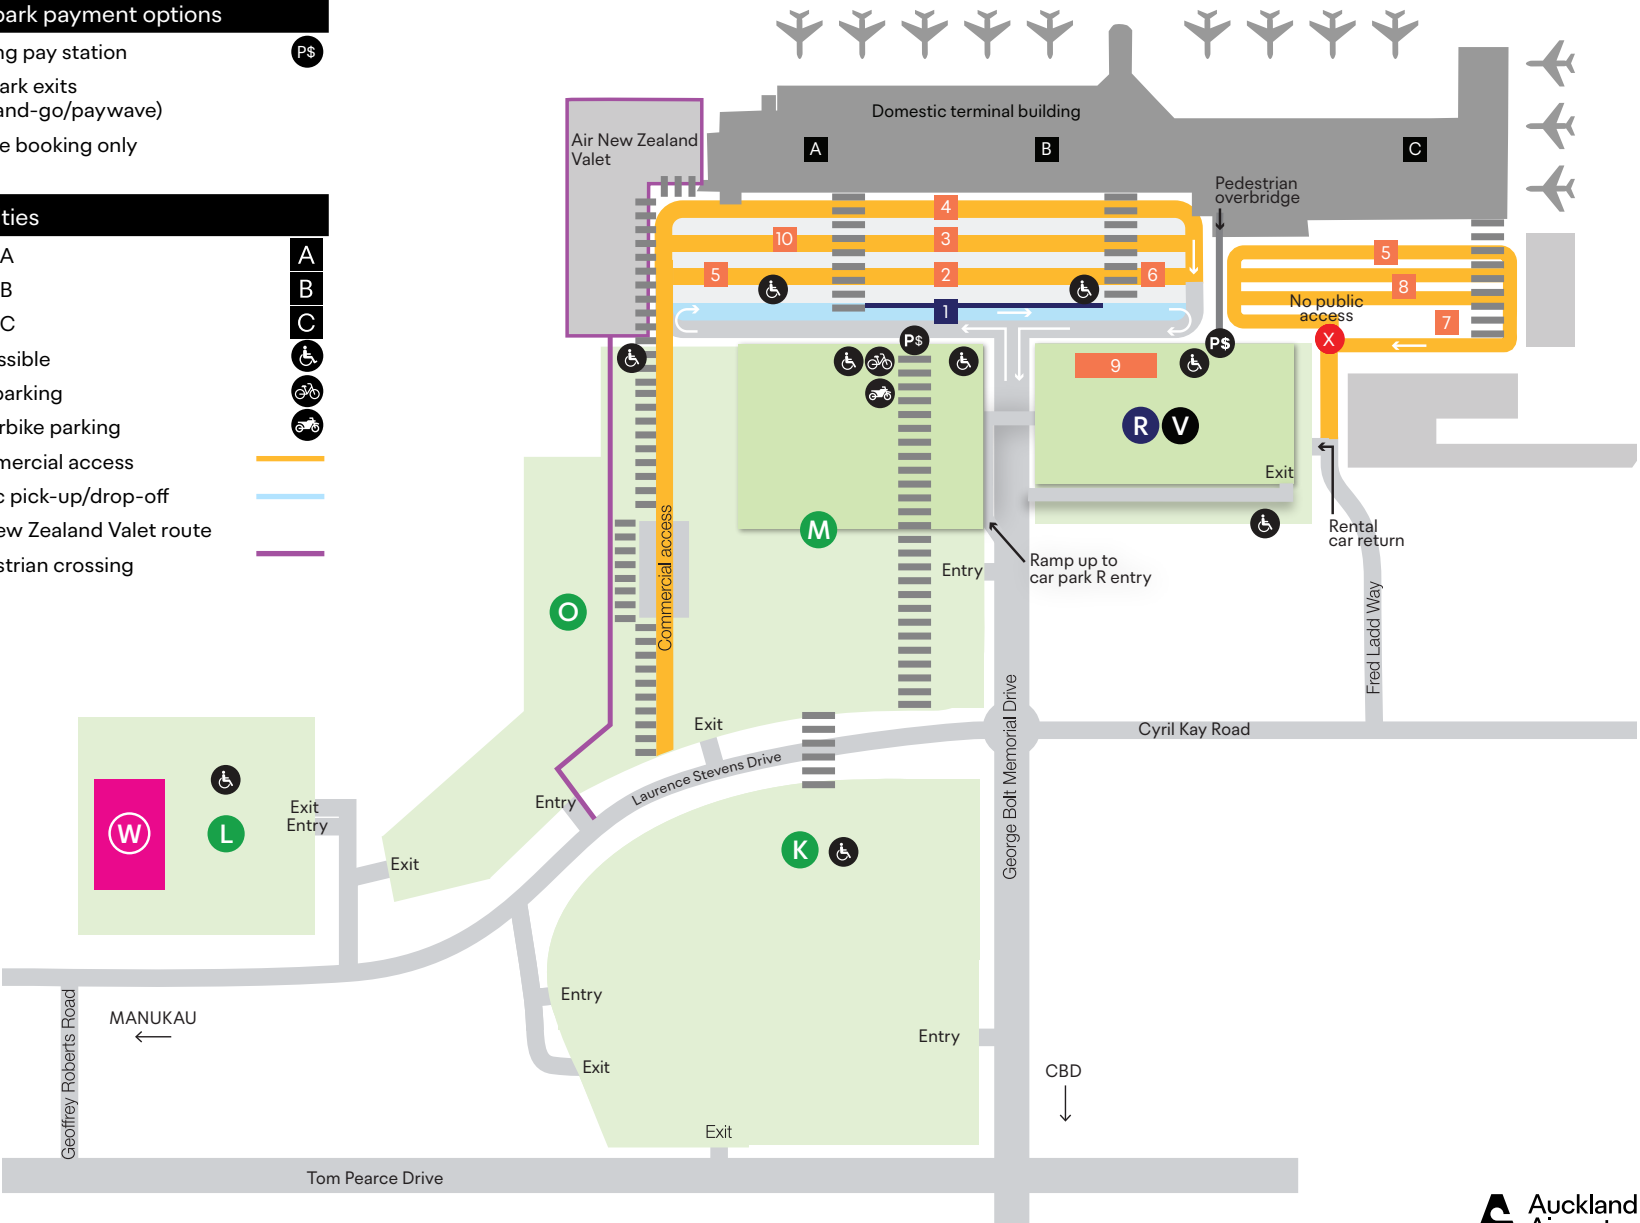 park payment options
ng pay station
P$
ark exits
and-go/paywave)
e booking only
ties
A
A
B
B
C
C
ssible
parking
rbike parking
mercial access
c pick-up/drop-off
ew Zealand Valet route
strian crossing
Domestic terminal building
Air New Zealand
Valet
A
B
C
Pedestrian
overbridge
4
10
3
5
2
6
1
5
8
No public
access
7
X
P$
P$
9
R
V
Exit
M
Rental
car return
Ramp up to
car park R entry
Entry
Commercial access
O
Fred Ladd Way
George Bolt Memorial Drive
Exit
Cyril Kay Road
Laurence Stevens Drive
Entry
W
L
Exit
Entry
Exit
K
Entry
Exit
Entry
MANUKAU
Geoffrey Roberts Road
CBD
Exit
Tom Pearce Drive
Auckland